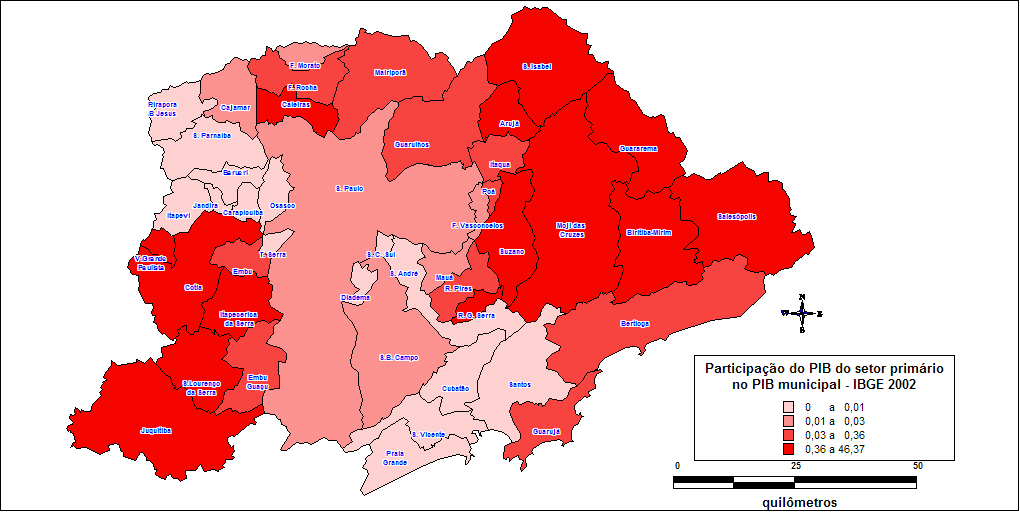 S. Isabel
F. Morato
Mairiporã
F. Rocha
Pirapora
B Jesus
Cajamar
Caieiras
Arujá
S. Parnaíba
Guarulhos
Guararema
Itaqua
Barueri
S. Paulo
Poá
Jandira
Osasco
Carapicuiba
Itapevi
Salesópolis
F. Vasconcelos
Moji das
Cruzes
Biritiba-Mirim
Suzano
T. Serra
S. C. Sul
V. Grande
Paulista
Embu
S. André
Mauá
Cotia
R. Pires
Diadema
Itapecerica
da Serra
R. G. Serra
Bertioga
S.B. Campo
Embu
Guaçu
S.Lourenço
da Serra
Cubatão
Santos
Juquitiba
S. Vicente
Guarujá
Praia
Grande
N
W E
S
Participação do PIB do setor primário
no PIB municipal - IBGE 2002
0 a 0,01
0,01 a 0,03
0,03 a 0,36
0,36 a 46,37
0 25 50
quilômetros